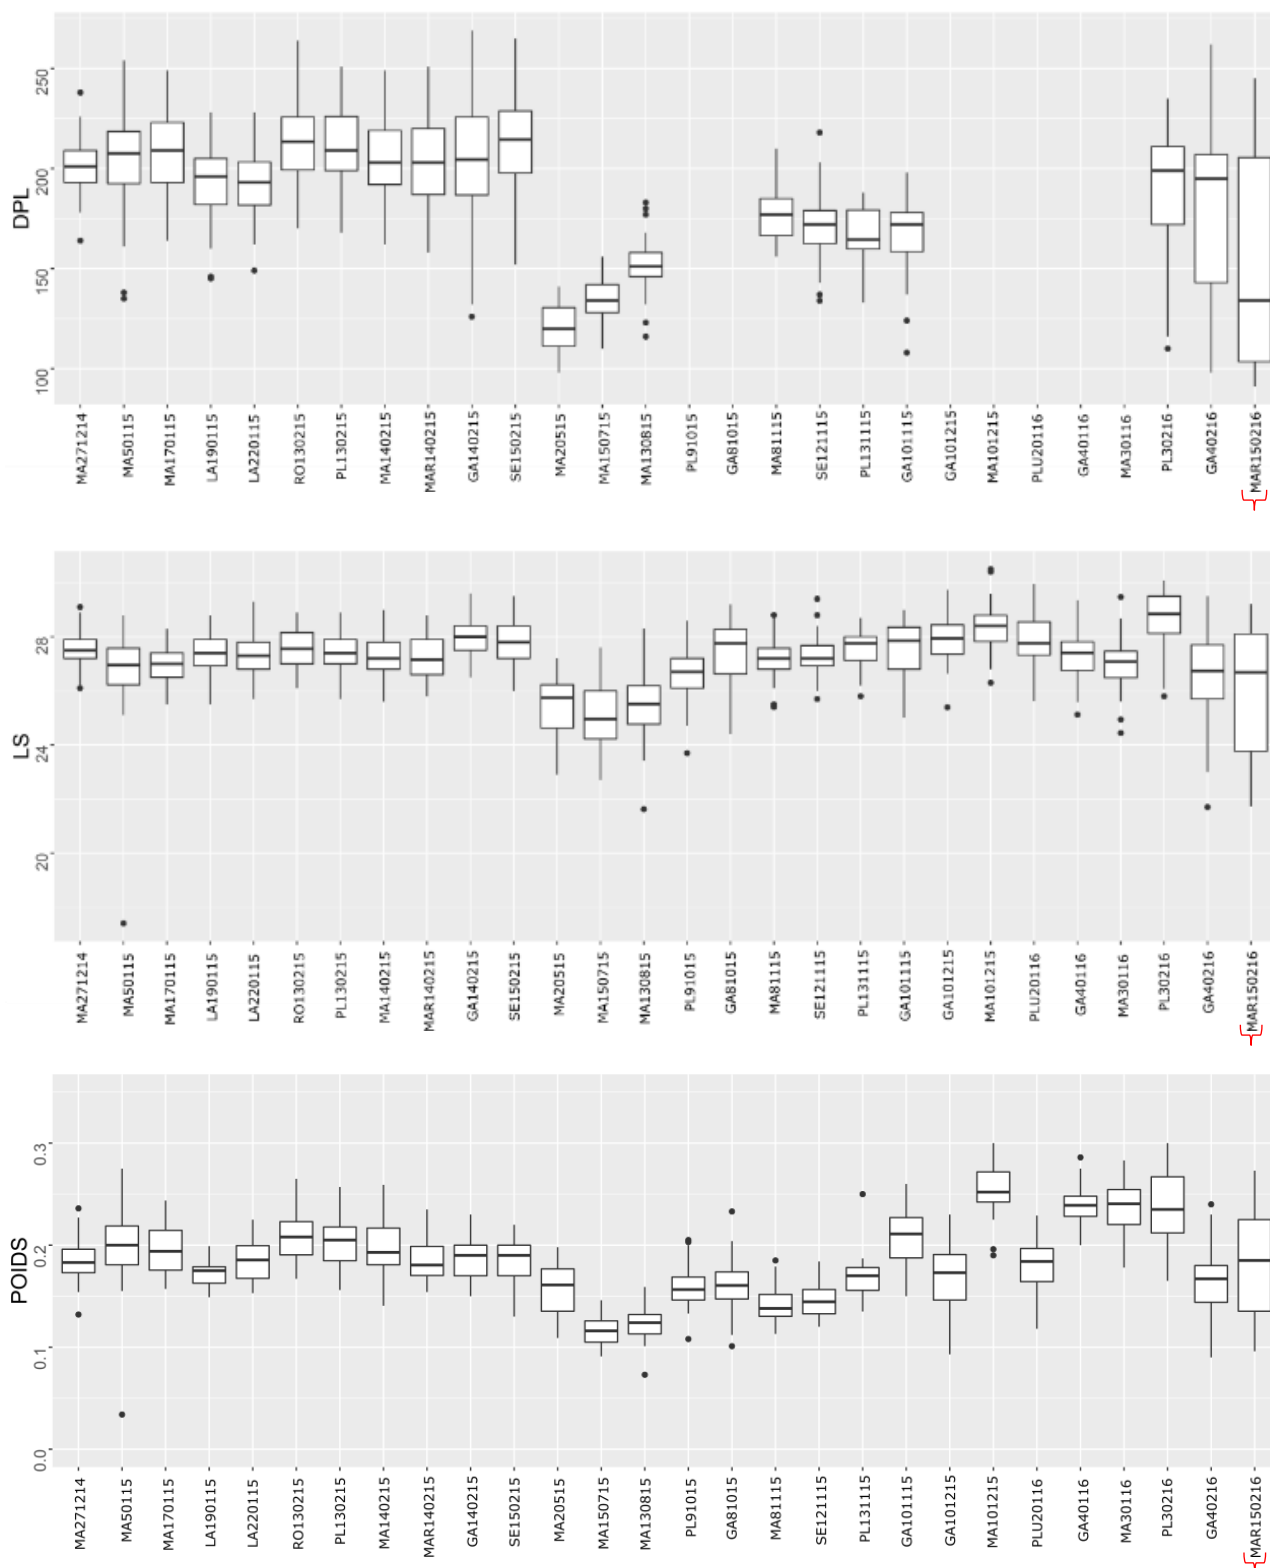 DPL
250
200
150
100
MA271214
MA50115
MA170115
LA190115
LA220115
RO130215
PL130215
MA140215
MAR140215
GA140215
SE150215
MA20515
MA150715
MA130815
PL91015
GA81015
MA81115
SE121115
PL131115
GA101115
GA101215
MA101215
PLU20116
GA40116
MA30116
PL30216
GA40216
MAR150216
LS
28
24
20
MA271214
MA50115
MA170115
LA190115
LA220115
RO130215
PL130215
MA140215
MAR140215
GA140215
SE150215
MA20515
MA150715
MA130815
PL91015
GA81015
MA81115
SE121115
PL131115
GA101115
GA101215
MA101215
PLU20116
GA40116
MA30116
PL30216
GA40216
MAR150216
POIDS
0.3
0.2
0.1
0.0
MA271214
MA50115
MA170115
LA190115
LA220115
RO130215
PL130215
MA140215
MAR140215
GA140215
SE150215
MA20515
MA150715
MA130815
PL91015
GA81015
MA81115
SE121115
PL131115
GA101115
GA101215
MA101215
PLU20116
GA40116
MA30116
PL30216
GA40216
MAR150216